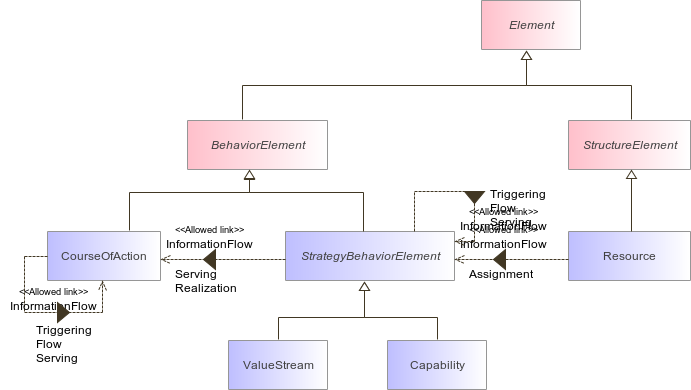 Element
BehaviorElement
StructureElement
Triggering
Flow
Serving
<<Allowed link>>
InformationFlow
<<Allowed link>>
InformationFlow
Assignment
<<Allowed link>>
InformationFlow
Serving
Realization
CourseOfAction
StrategyBehaviorElement
Resource
<<Allowed link>>
InformationFlow
Triggering
Flow
Serving
ValueStream
Capability